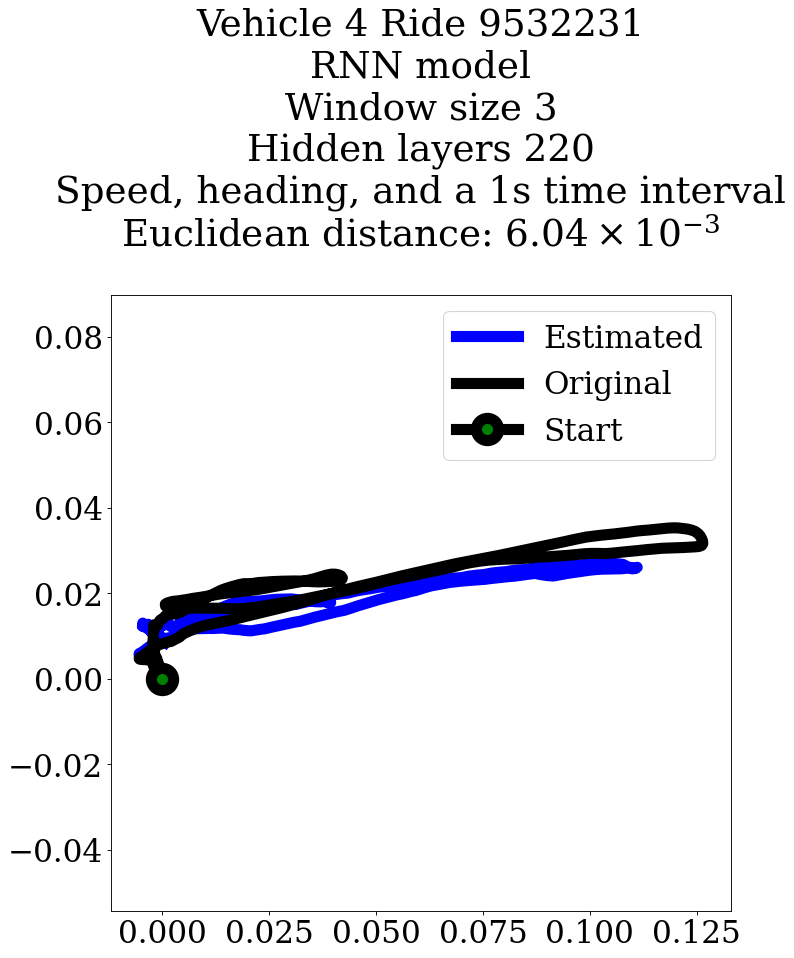 Vehicle 4 Ride 9532231
RNN model
Window size 3
Hidden layers 220
Speed, heading, and a 1s time interval
Euclidean distance: 6.04 × 10⁻³
Estimated
Original
Start
0.08
0.06
0.04
0.02
0.00
−0.02
−0.04
0.000 0.025 0.050 0.075 0.100 0.125